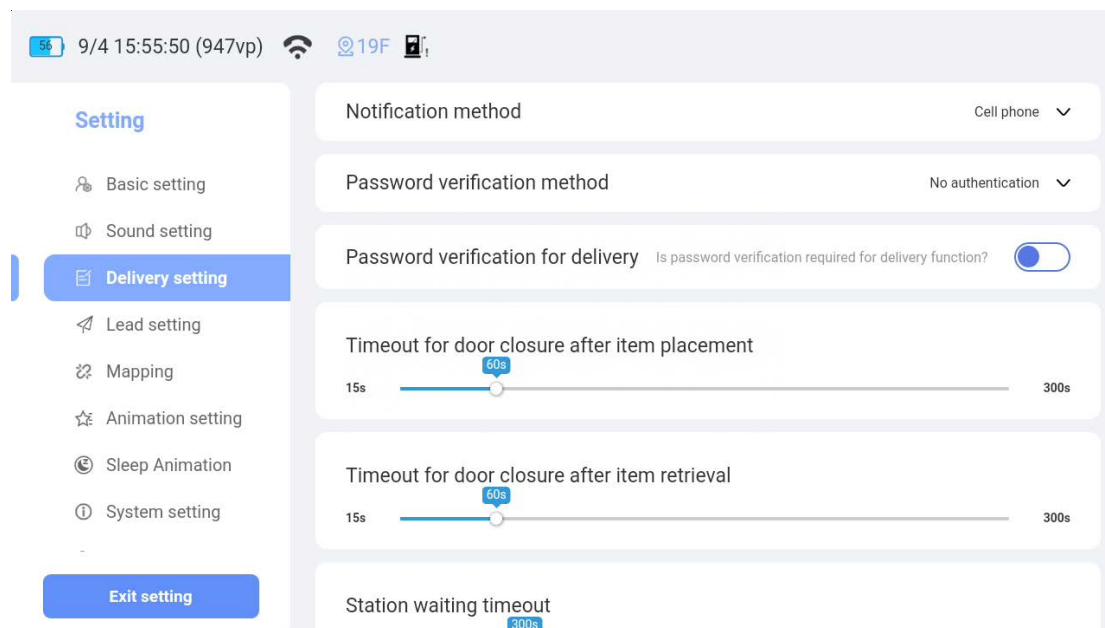 56 9/4 15:55:50 (947vp) 19F
Setting
Basic setting
Sound setting
Delivery setting
Lead setting
Mapping
Animation setting
Sleep Animation
System setting
Exit setting
Notification method Cell phone
Password verification method No authentication
Password verification for delivery Is password verification required for delivery function?
Timeout for door closure after item placement
60s
15s 300s
Timeout for door closure after item retrieval
60s
15s 300s
Station waiting timeout
300s